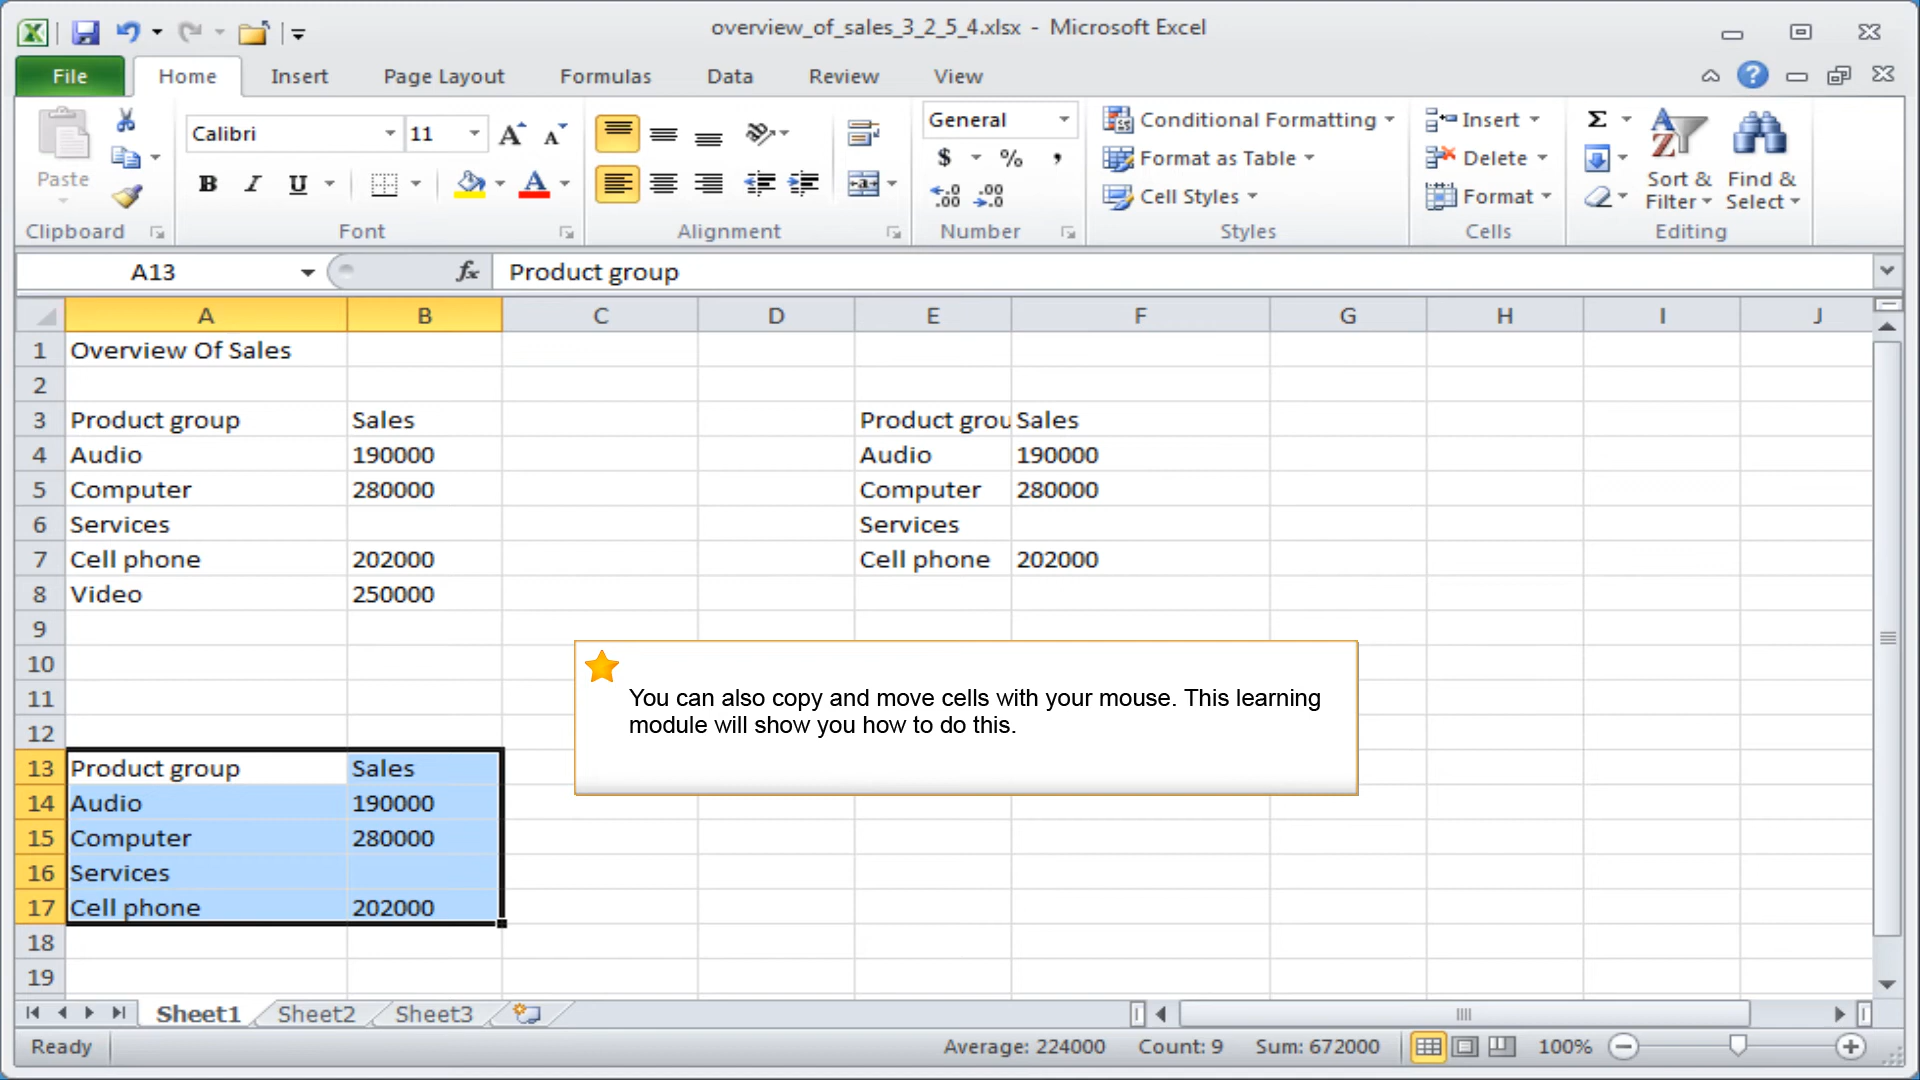 overview_of_sales_3_2_5_4.xlsx - Microsoft Excel
File Home Insert Page Layout Formulas Data Review View
Calibri 11 General Conditional Formatting Insert Σ
Paste B I U A $ % , Format as Table Delete Sort & Filter Find & Select
Cell Styles Format
Clipboard Font Alignment Number Styles Cells Editing
A13 fx Product group
A B C D E F G H I J
1 Overview Of Sales
2
3 Product group Sales Product grou Sales
4 Audio 190000 Audio 190000
5 Computer 280000 Computer 280000
6 Services Services
7 Cell phone 202000 Cell phone 202000
8 Video 250000
9
10
11
You can also copy and move cells with your mouse. This learning
module will show you how to do this.
12
13 Product group Sales
14 Audio 190000
15 Computer 280000
16 Services
17 Cell phone 202000
18
19
Sheet1 Sheet2 Sheet3
Ready Average: 224000 Count: 9 Sum: 672000 100%